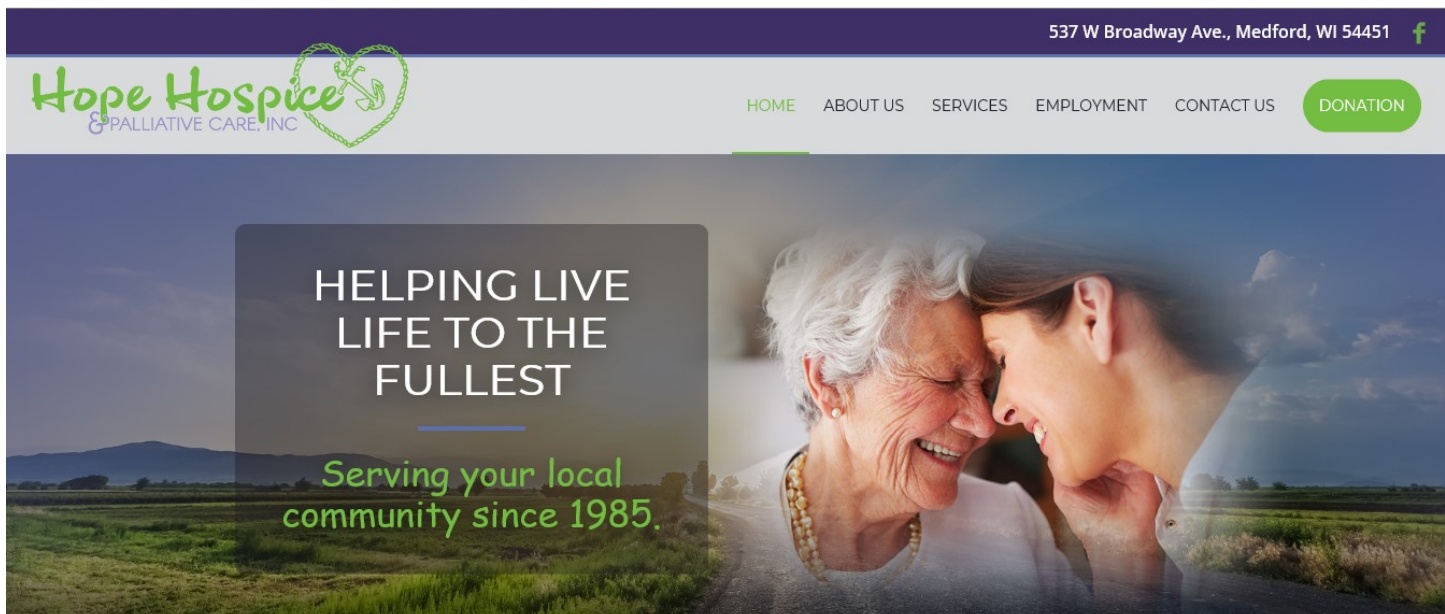 537 W Broadway Ave., Medford, WI 54451 f
Hope Hospice
& PALLIATIVE CARE, INC
HOME ABOUT US SERVICES EMPLOYMENT CONTACT US DONATION
HELPING LIVE
LIFE TO THE
FULLEST
Serving your local
community since 1985.